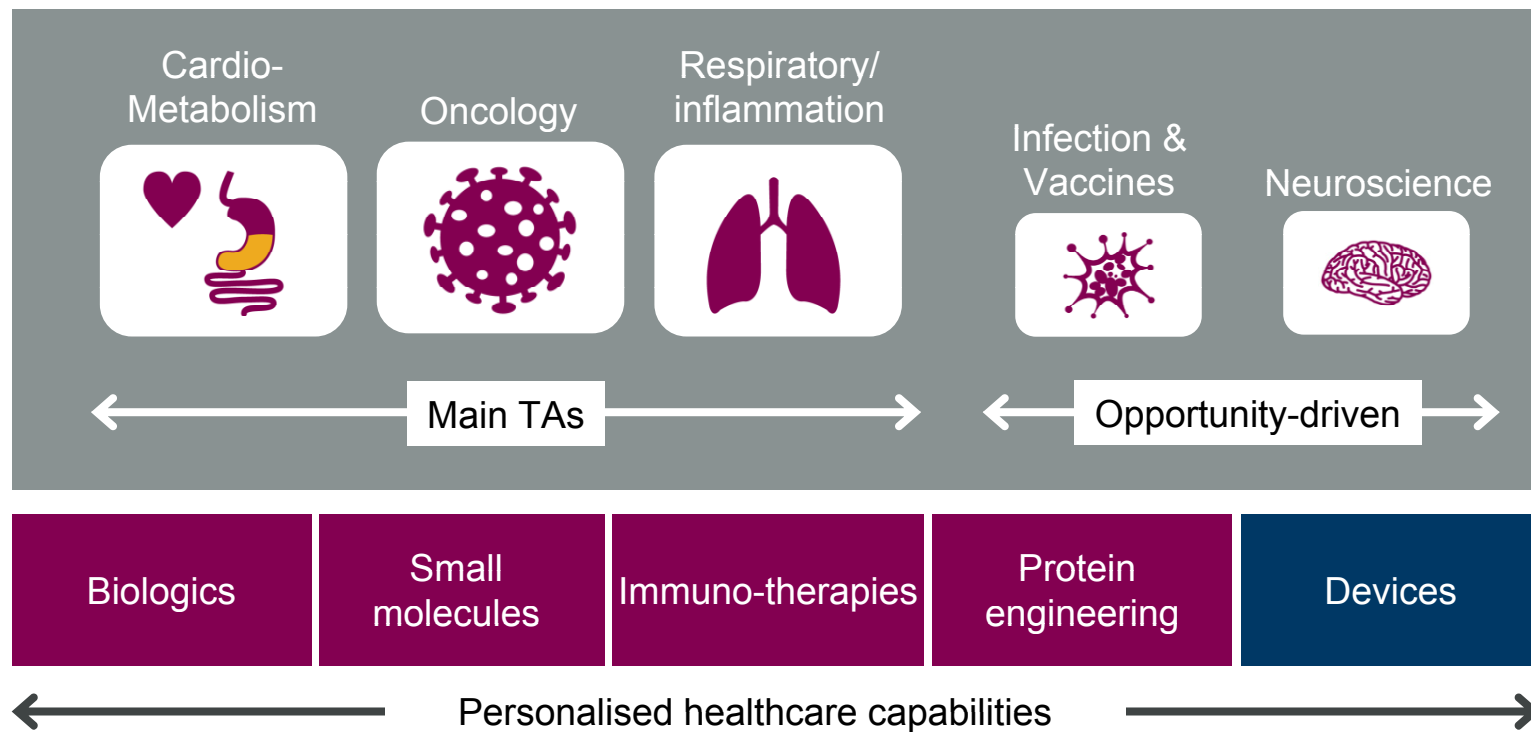 Cardio-
Metabolism
Oncology
Respiratory/
inflammation
Infection &
Vaccines
Neuroscience
Main TAs
Opportunity-driven
Biologics
Small
molecules
Immuno-therapies
Protein
engineering
Devices
Personalised healthcare capabilities